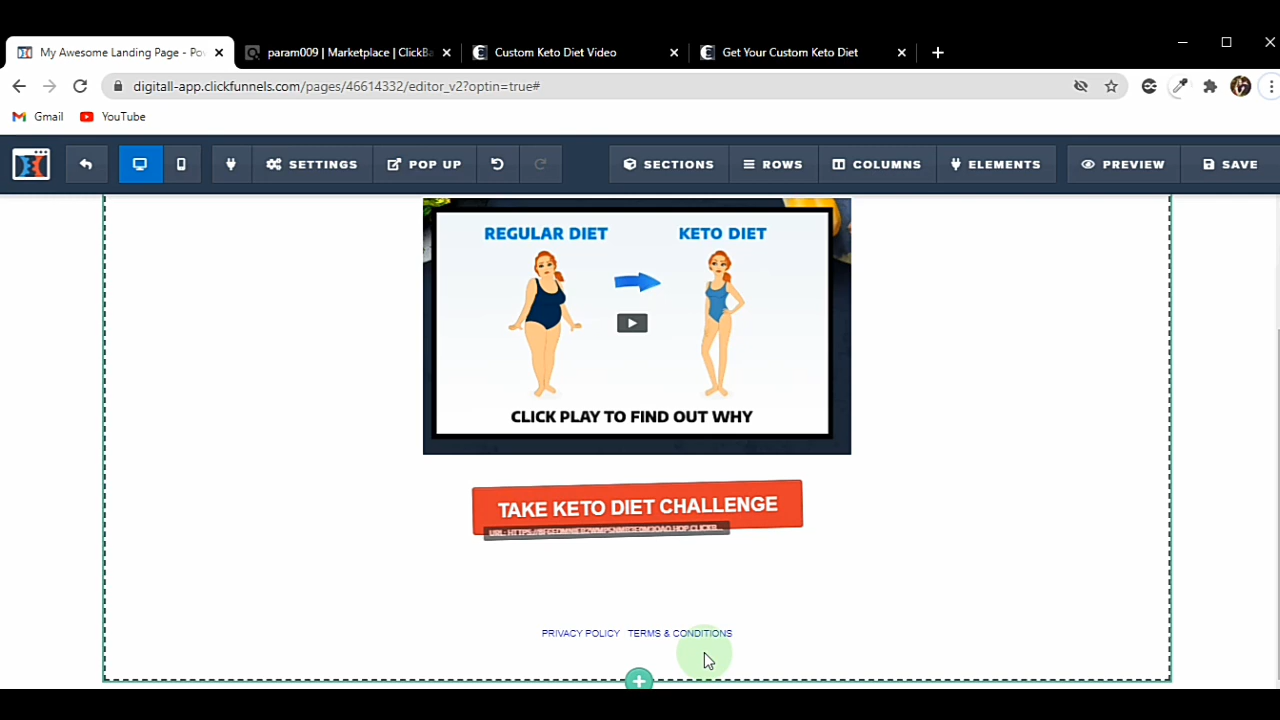 My Awesome Landing Page - Pow
param009 | Marketplace | ClickBa
Custom Keto Diet Video
Get Your Custom Keto Diet
digitall-app.clickfunnels.com/pages/46614332/editor_v2?optin=true#
Gmail
YouTube
SETTINGS
POP UP
SECTIONS
ROWS
COLUMNS
ELEMENTS
PREVIEW
SAVE
REGULAR DIET
KETO DIET
CLICK PLAY TO FIND OUT WHY
TAKE KETO DIET CHALLENGE
PRIVACY POLICY TERMS & CONDITIONS